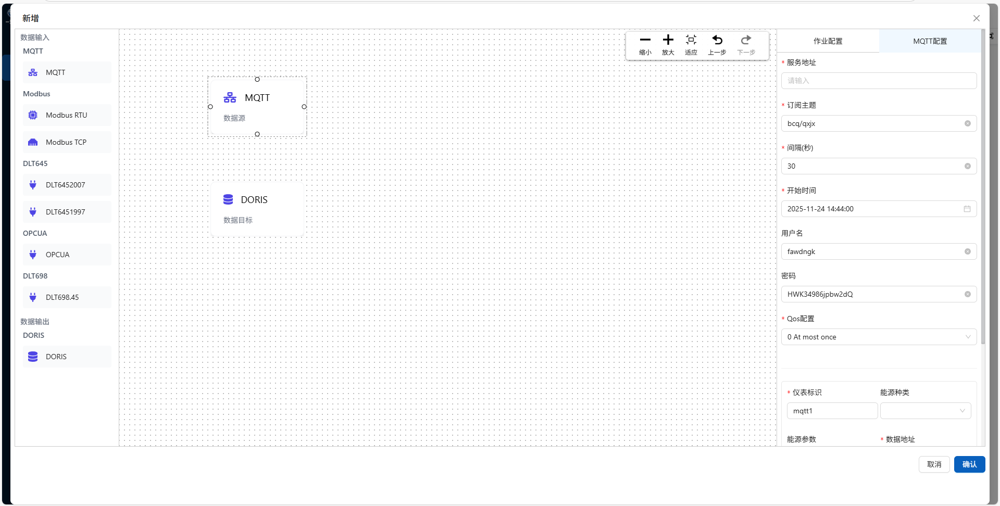 新增
数据输入
MQTT
MQTT
Modbus
Modbus RTU
Modbus TCP
DLT645
DLT6452007
DLT6451997
OPCUA
OPCUA
DLT698
DLT698.45
数据输出
DORIS
DORIS
缩小 放大 适应 上一步 下一步
MQTT
数据源
DORIS
数据目标
作业配置 MQTT配置
* 服务地址
请输入
* 订阅主题
bcq/qxjx
* 间隔(秒)
30
* 开始时间
2025-11-24 14:44:00
用户名
fawdngk
密码
HWK34986jpbw2dQ
* Qos配置
0 At most once
* 仪表标识 能源种类
mqtt1
能源参数 * 数据地址
取消 确认